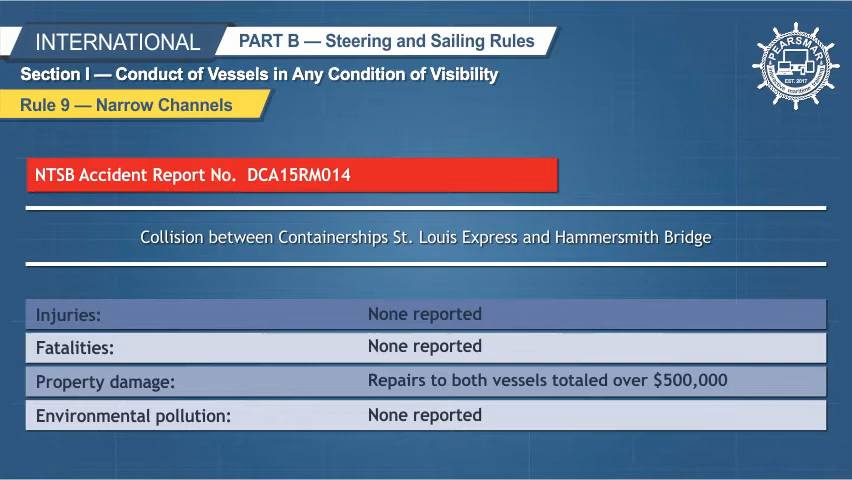 INTERNATIONAL PART B — Steering and Sailing Rules
Section I — Conduct of Vessels in Any Condition of Visibility
Rule 9 — Narrow Channels
PEARSMAR
EST. 2017
NTSB Accident Report No. DCA15RM014
Collision between Containerships St. Louis Express and Hammersmith Bridge
Injuries: None reported
Fatalities: None reported
Property damage: Repairs to both vessels totaled over $500,000
Environmental pollution: None reported